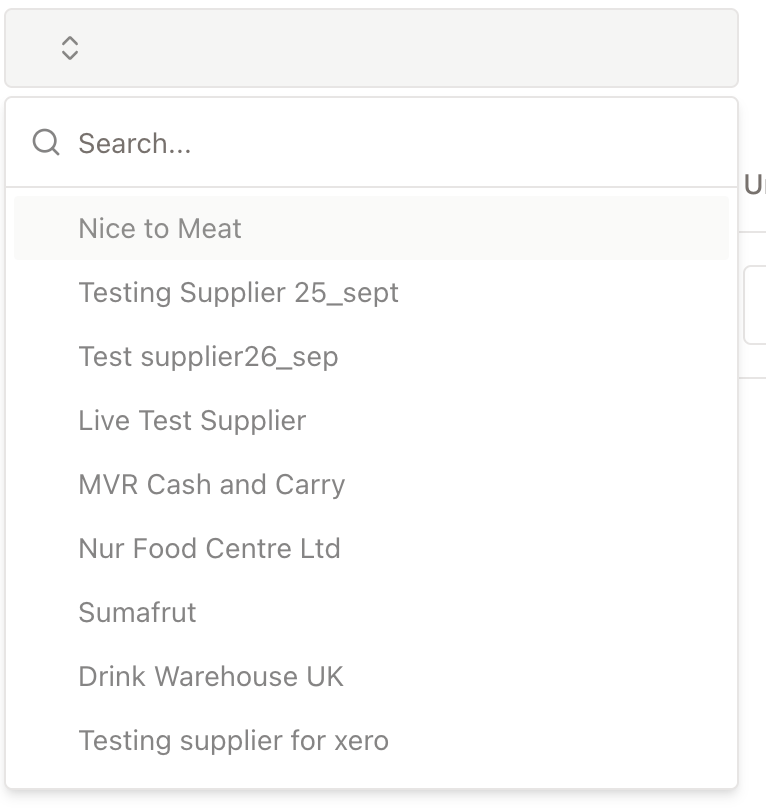 Search...
Nice to Meat
Testing Supplier 25_sept
Test supplier26_sep
Live Test Supplier
MVR Cash and Carry
Nur Food Centre Ltd
Sumafrut
Drink Warehouse UK
Testing supplier for xero